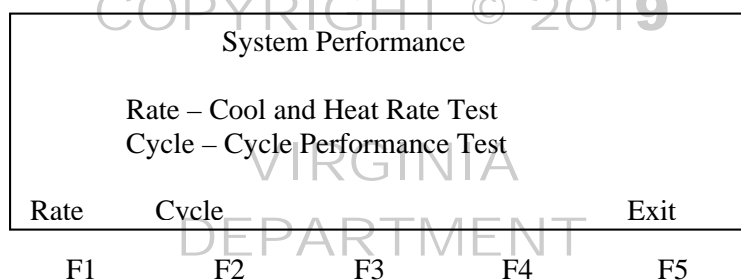 COPYRIGHT © 2019
System Performance
Rate – Cool and Heat Rate Test
Cycle – Cycle Performance Test
VIRGINIA
Rate Cycle Exit
DEPARTMENT
F1 F2 F3 F4 F5